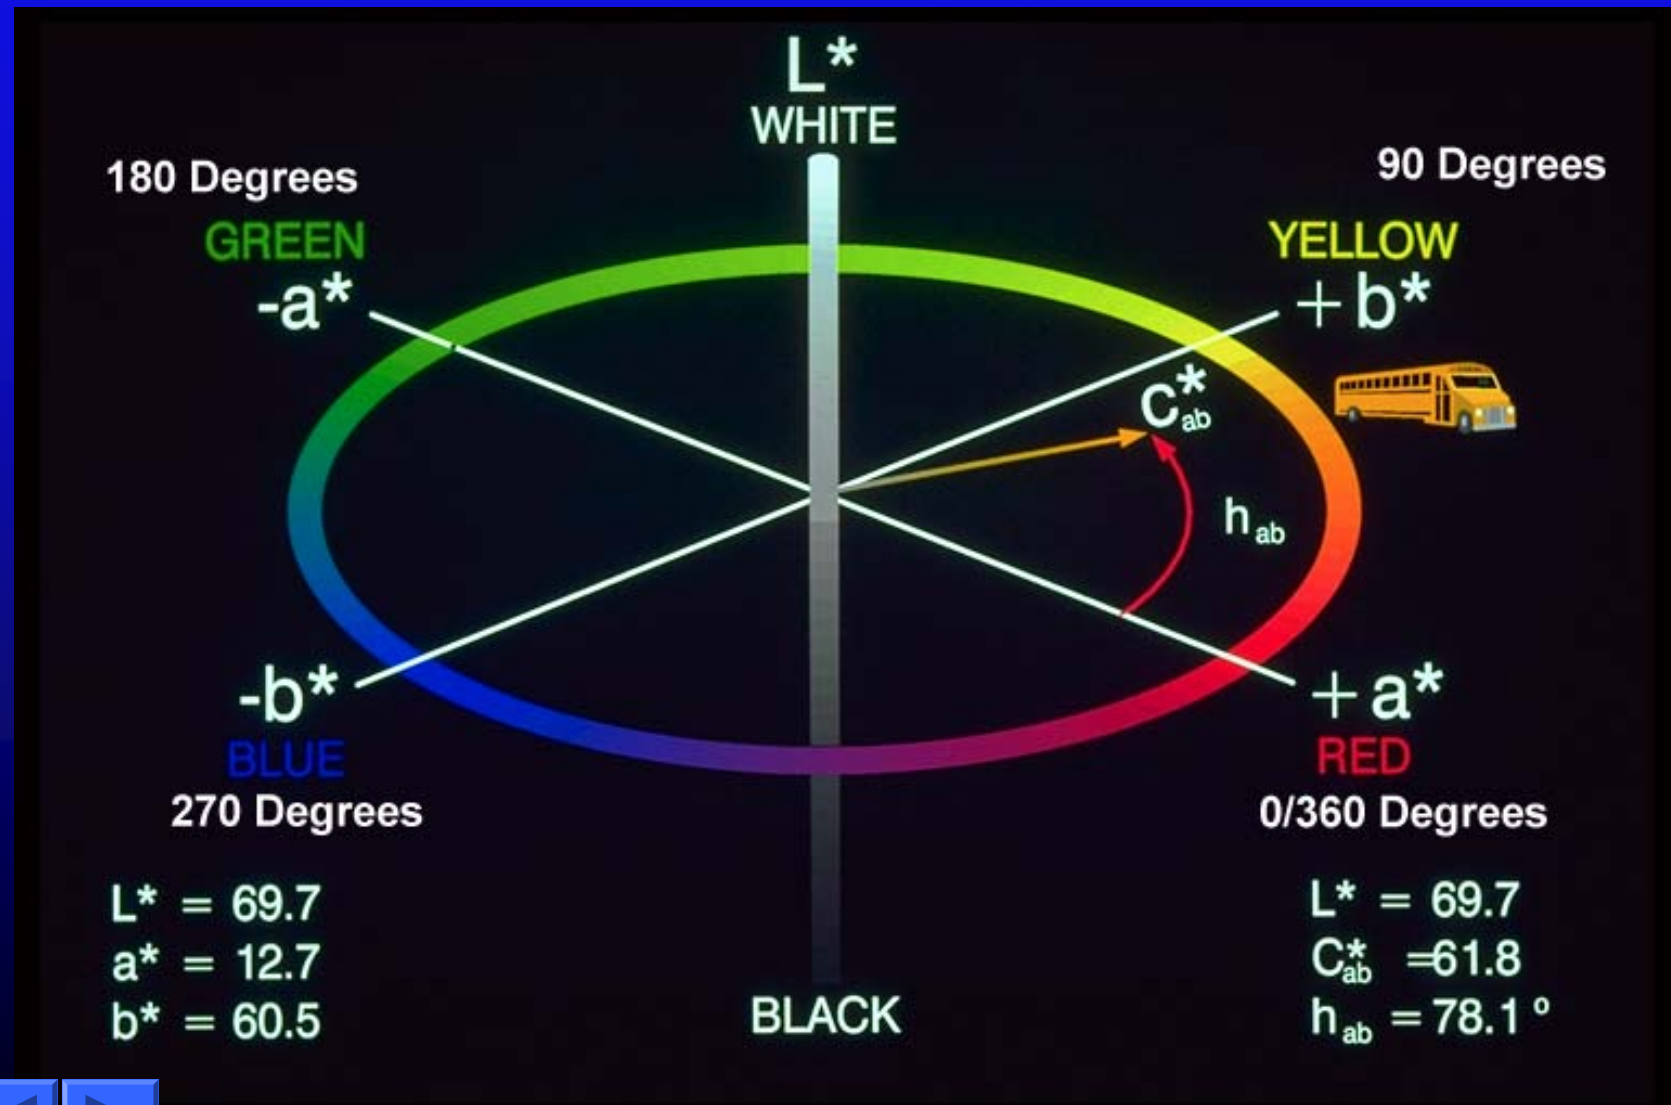 L*
WHITE
180 Degrees
90 Degrees
GREEN
YELLOW
-a*
+b*
C*ab
hab
-b*
+a*
BLUE
RED
270 Degrees
0/360 Degrees
L* = 69.7
a* = 12.7
b* = 60.5
L* = 69.7
C*ab =61.8
hab = 78.1 º
BLACK